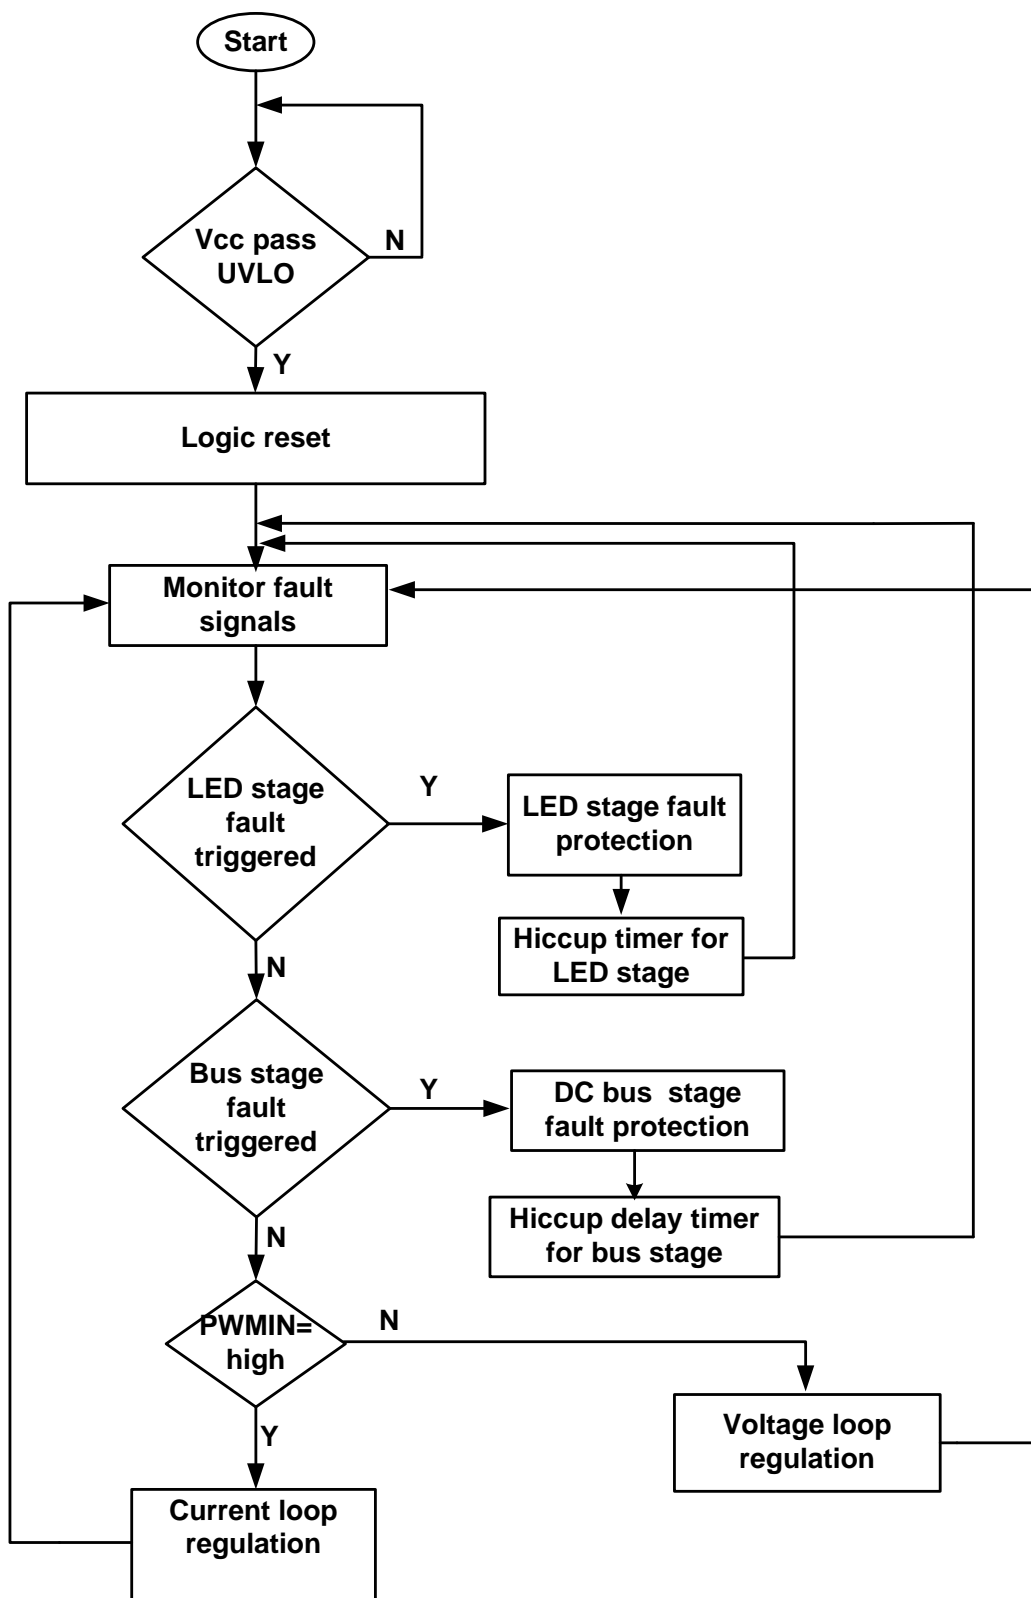 Start
Vcc pass
UVLO
N
Y
Logic reset
Monitor fault
signals
LED stage
fault
triggered
Y
LED stage fault
protection
Hiccup timer for
LED stage
N
Bus stage
fault
triggered
Y
DC bus stage
fault protection
Hiccup delay timer
for bus stage
N
PWMIN=
high
N
Voltage loop
regulation
Y
Current loop
regulation